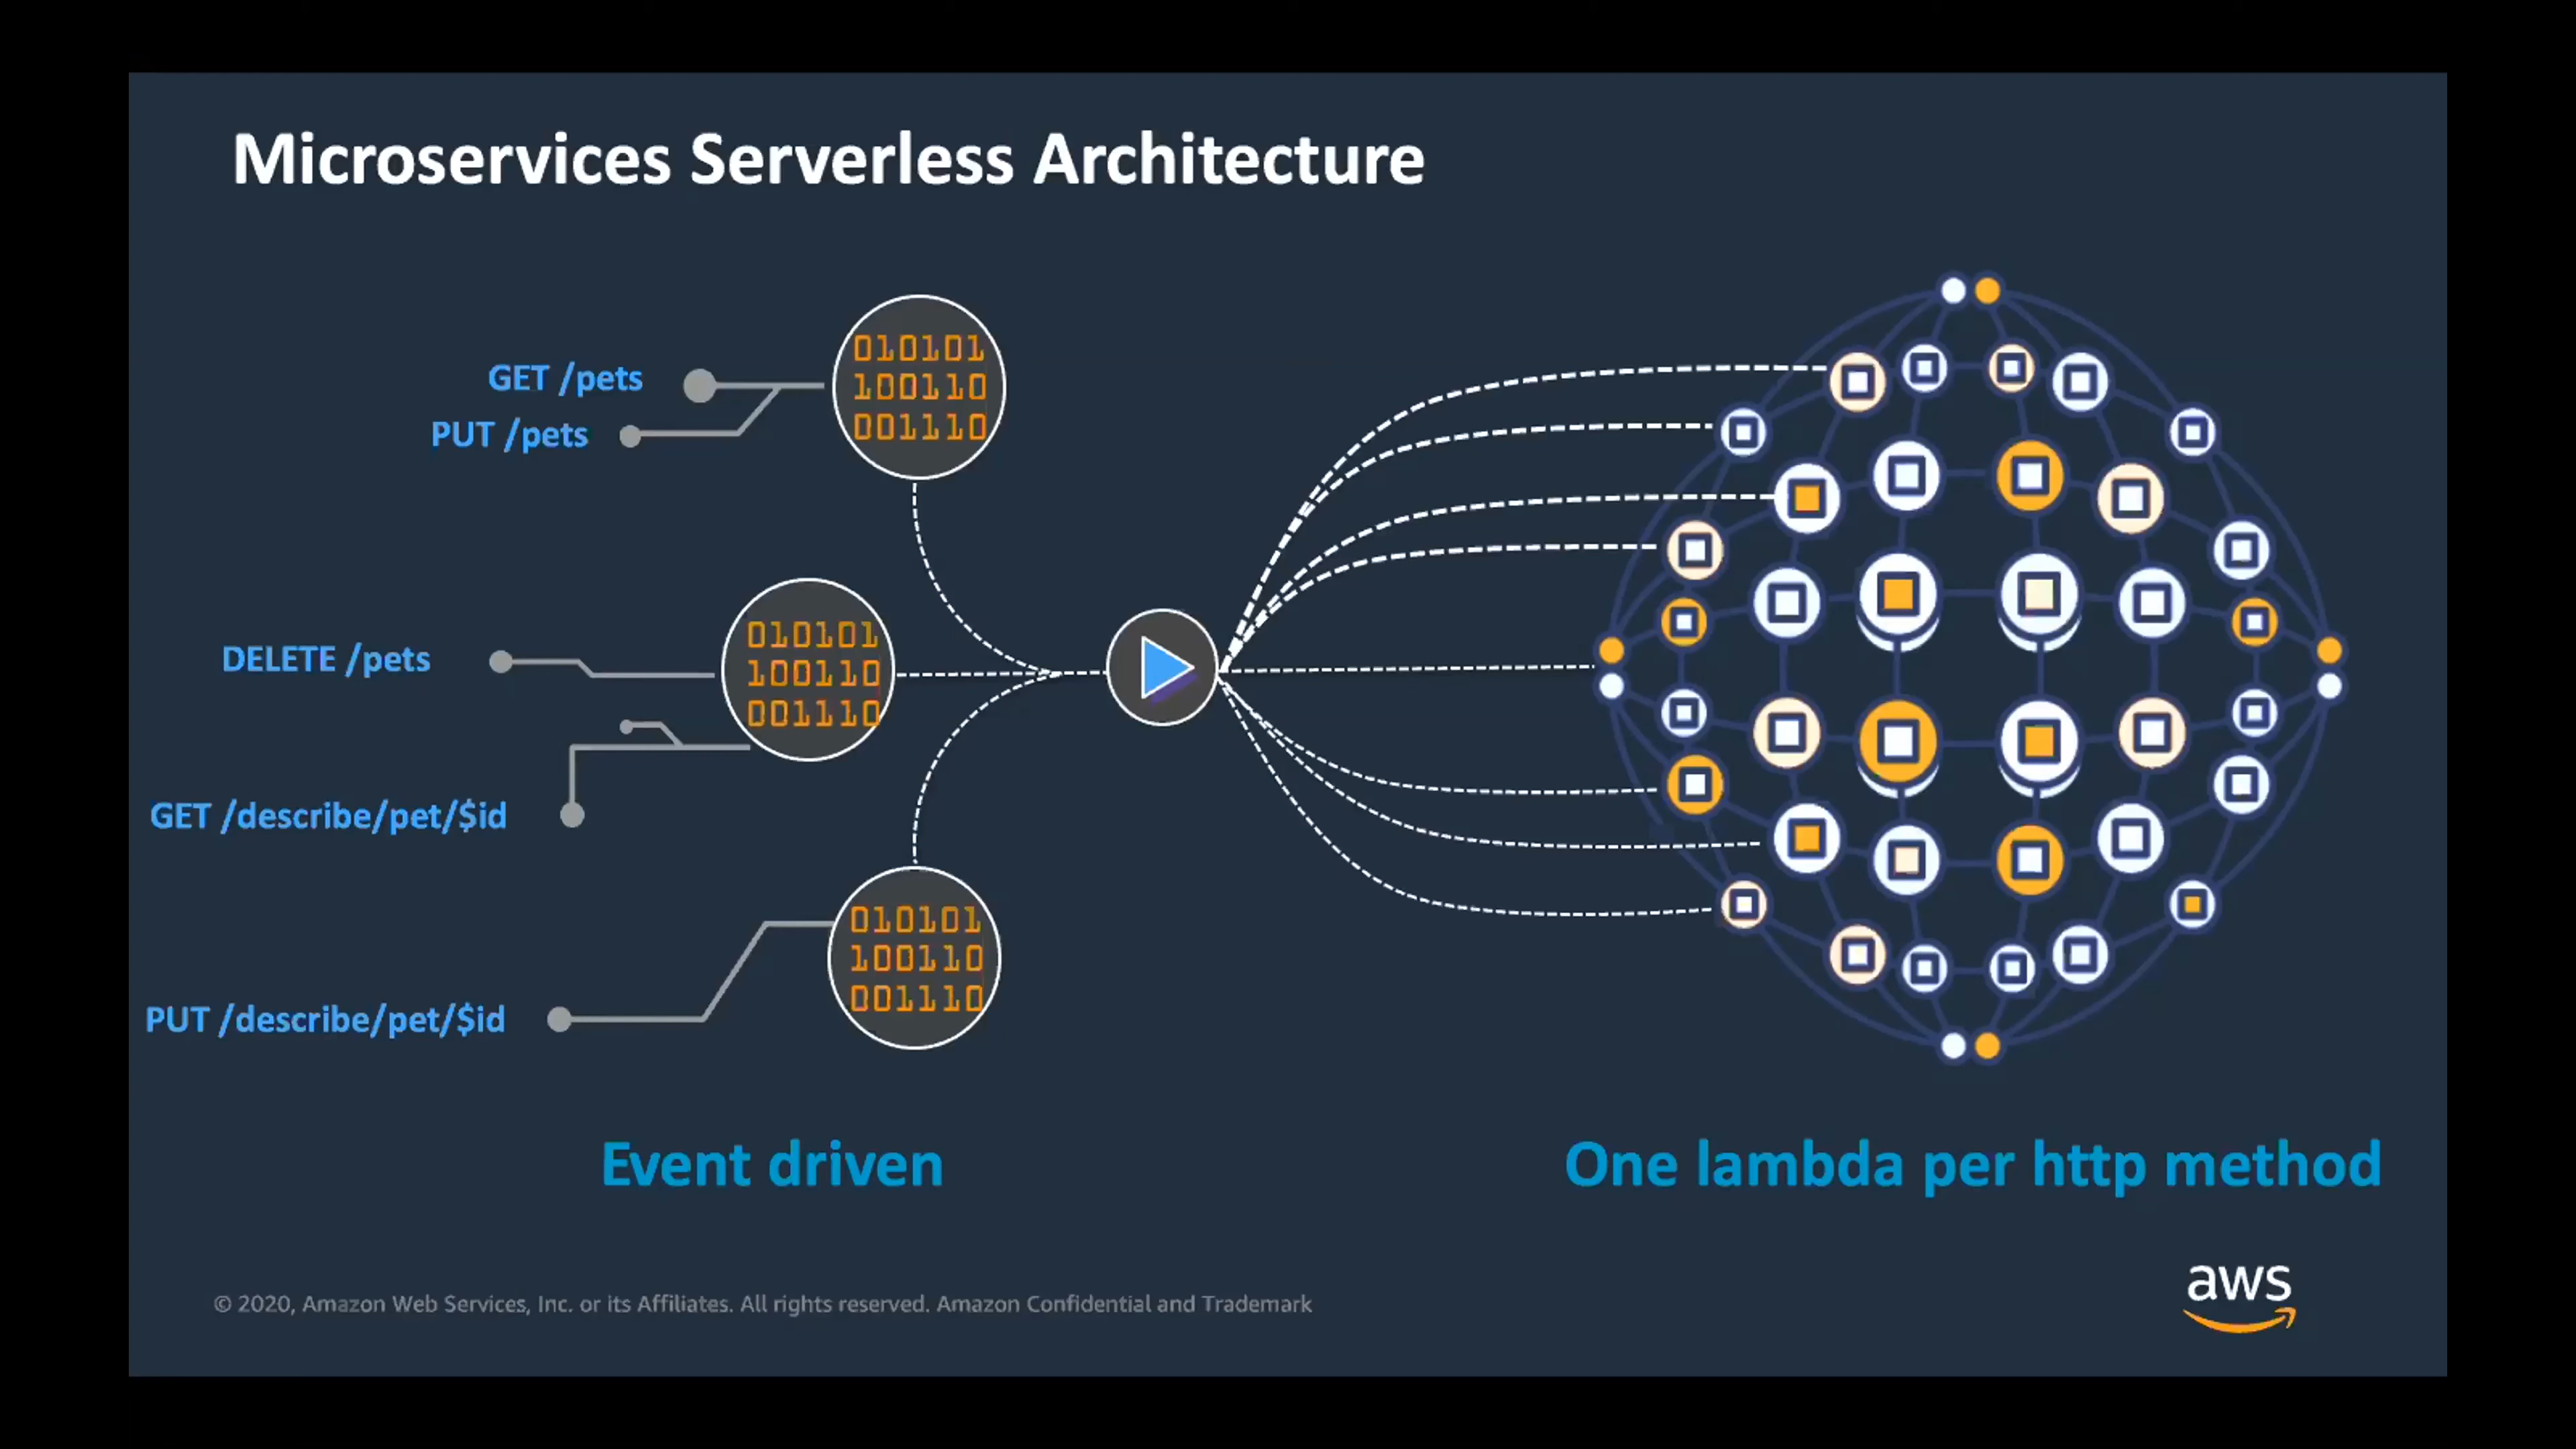 Microservices Serverless Architecture
GET /pets
PUT /pets
010101
100110
001110
DELETE /pets
010101
100110
001110
GET /describe/pet/$id
PUT /describe/pet/$id
010101
100110
001110
Event driven
One lambda per http method
© 2020, Amazon Web Services, Inc. or its Affiliates. All rights reserved. Amazon Confidential and Trademark
aws